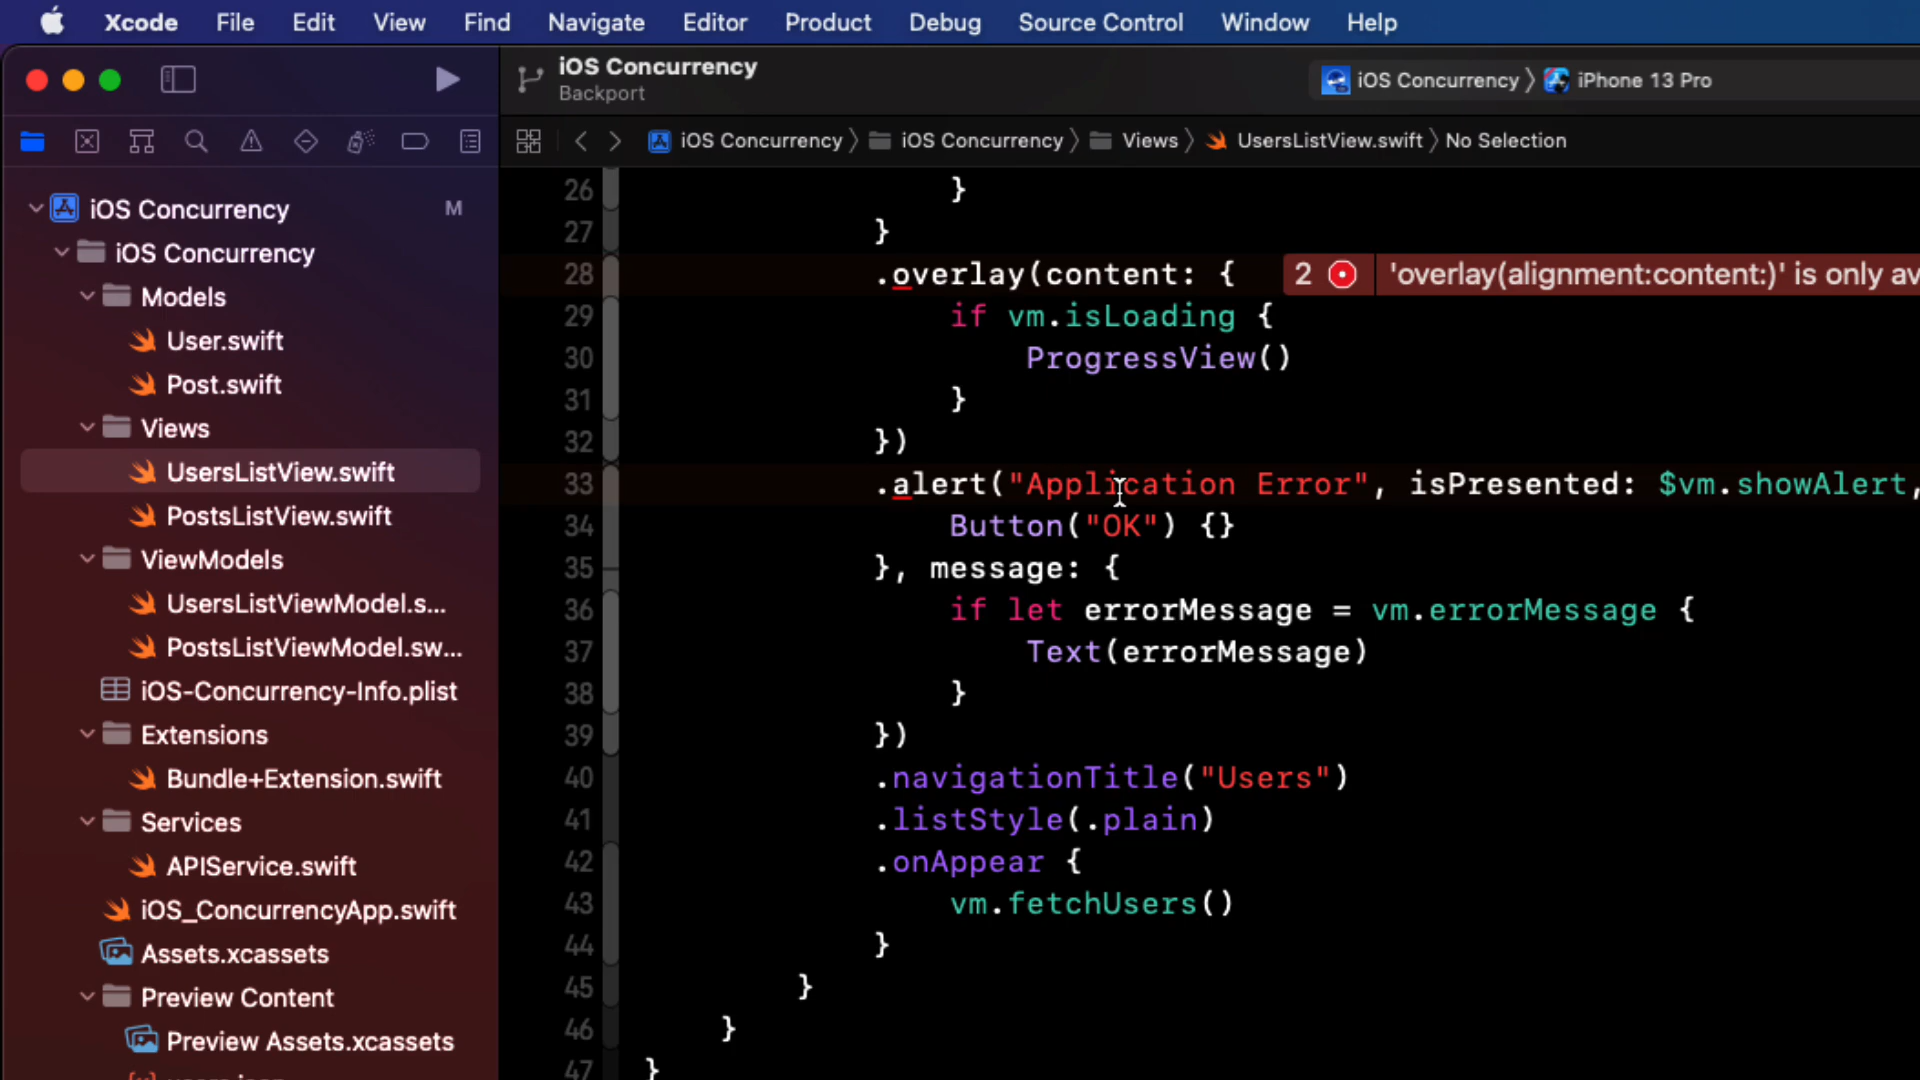 Xcode File Edit View Find Navigate Editor Product Debug Source Control Window Help
iOS Concurrency
Backport
iOS Concurrency 〉 iPhone 13 Pro
iOS Concurrency 〉 iOS Concurrency 〉 Views 〉 UsersListView.swift 〉 No Selection
iOS Concurrency M
iOS Concurrency
Models
User.swift
Post.swift
Views
UsersListView.swift
PostsListView.swift
ViewModels
UsersListViewModel.s...
PostsListViewModel.sw...
iOS-Concurrency-Info.plist
Extensions
Bundle+Extension.swift
Services
APIService.swift
iOS_ConcurrencyApp.swift
Assets.xcassets
Preview Content
Preview Assets.xcassets
26 }
27 }
28 .overlay(content: { 2 'overlay(alignment:content:)' is only av
29 if vm.isLoading {
30 ProgressView()
31 }
32 })
33 .alert("Application Error", isPresented: $vm.showAlert,
34 Button("OK") {}
35 }, message: {
36 if let errorMessage = vm.errorMessage {
37 Text(errorMessage)
38 }
39 })
40 .navigationTitle("Users")
41 .listStyle(.plain)
42 .onAppear {
43 vm.fetchUsers()
44 }
45 }
46 }
47 }